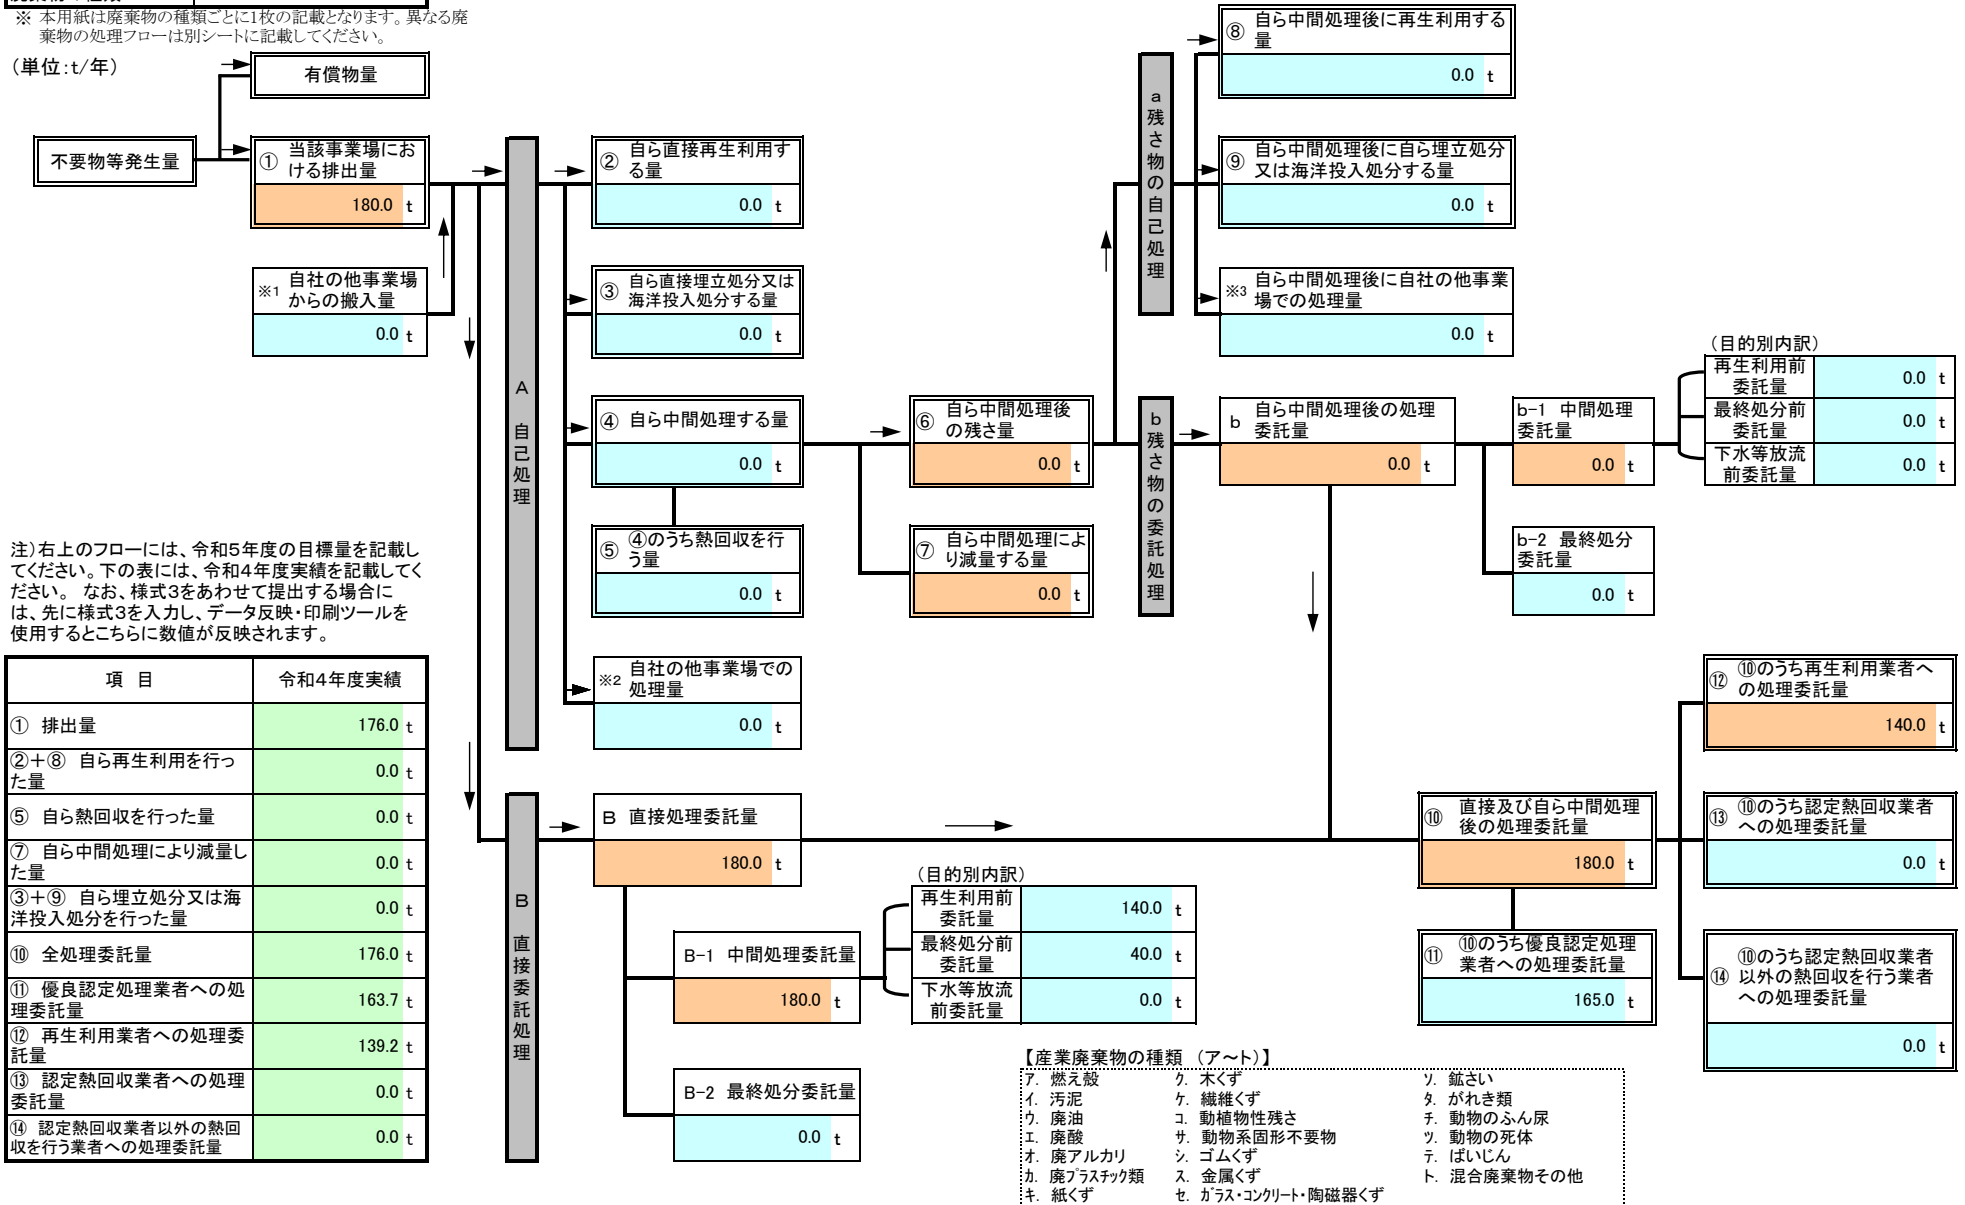 ※ 本用紙は廃棄物の種類ごとに1枚の記載となります。異なる廃
棄物の処理フローは別シートに記載してください。
（単位：t/年）
有償物量
不要物等発生量
① 当該事業場にお
ける排出量
180.0 t
※1 自社の他事業場
からの搬入量
0.0 t
A 自己処理
② 自ら直接再生利用す
る量
0.0 t
③ 自ら直接埋立処分又は
海洋投入処分する量
0.0 t
④ 自ら中間処理する量
0.0 t
⑤ ④のうち熱回収を行
う量
0.0 t
※2 自社の他事業場での
処理量
0.0 t
⑥ 自ら中間処理後
の残さ量
0.0 t
⑦ 自ら中間処理によ
り減量する量
0.0 t
a 残さ物の自己処理
⑧ 自ら中間処理後に再生利用する
量
0.0 t
⑨ 自ら中間処理後に自ら埋立処分
又は海洋投入処分する量
0.0 t
※3 自ら中間処理後に自社の他事業
場での処理量
0.0 t
b 残さ物の委託処理
b 自ら中間処理後の処理
委託量
0.0 t
b-1 中間処理
委託量
0.0 t
（目的別内訳）
再生利用前
委託量
0.0 t
最終処分前
委託量
0.0 t
下水等放流
前委託量
0.0 t
b-2 最終処分
委託量
0.0 t
注）右上のフローには、令和5年度の目標量を記載し
てください。下の表には、令和4年度実績を記載してく
ださい。 なお、様式3をあわせて提出する場合に
は、先に様式3を入力し、データ反映・印刷ツールを
使用するとこちらに数値が反映されます。
項 目 令和4年度実績
① 排出量 176.0 t
②＋⑧ 自ら再生利用を行っ
た量
0.0 t
⑤ 自ら熱回収を行った量 0.0 t
⑦ 自ら中間処理により減量し
た量
0.0 t
③＋⑨ 自ら埋立処分又は海
洋投入処分を行った量
0.0 t
⑩ 全処理委託量 176.0 t
⑪ 優良認定処理業者への処
理委託量
163.7 t
⑫ 再生利用業者への処理委
託量
139.2 t
⑬ 認定熱回収業者への処理
委託量
0.0 t
⑭ 認定熱回収業者以外の熱回
収を行う業者への処理委託量
0.0 t
B 直接委託処理
B 直接処理委託量
180.0 t
B-1 中間処理委託量
180.0 t
（目的別内訳）
再生利用前
委託量
140.0 t
最終処分前
委託量
40.0 t
下水等放流
前委託量
0.0 t
B-2 最終処分委託量
0.0 t
⑩ 直接及び自ら中間処理
後の処理委託量
180.0 t
⑪ ⑩のうち優良認定処理
業者への処理委託量
165.0 t
⑫ ⑩のうち再生利用業者へ
の処理委託量
140.0 t
⑬ ⑩のうち認定熱回収業者
への処理委託量
0.0 t
⑭ ⑩のうち認定熱回収業者
以外の熱回収を行う業者
への処理委託量
0.0 t
【産業廃棄物の種類 （ア～ト）】
ア. 燃え殻 ク. 木くず ソ. 鉱さい
イ. 汚泥 ケ. 繊維くず タ. がれき類
ウ. 廃油 コ. 動植物性残さ チ. 動物のふん尿
エ. 廃酸 サ. 動物系固形不要物 ツ. 動物の死体
オ. 廃アルカリ シ. ゴムくず テ. ばいじん
カ. 廃プラスチック類 ス. 金属くず ト. 混合廃棄物その他
キ. 紙くず セ. ガラス・コンクリート・陶磁器くず